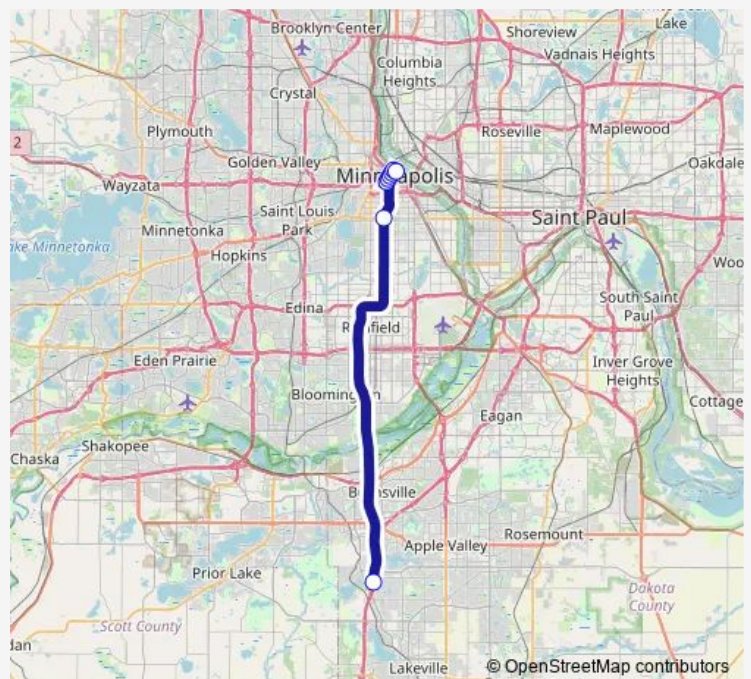 Brooklyn Center
Shoreview
Lake
Vadnais Heights
Columbia
Heights
Crystal
Plymouth
Roseville
Maplewood
2
Golden Valley
Oakdale
Minneapolis
Wayzata
Saint Louis
Park
Saint Paul
Minnetonka
ake Minnetonka
Hopkins
Woo
South Saint
Paul
Edina
Richfield
Eden Prairie
Inver Grove
Heights
Bloomington
Cottage
Eagan
Shakopee
Chaska
Burnsville
Rosemount
Apple Valley
Prior Lake
Dakota
County
Scott County
dan
Lakeville
© OpenStreetMap contributors